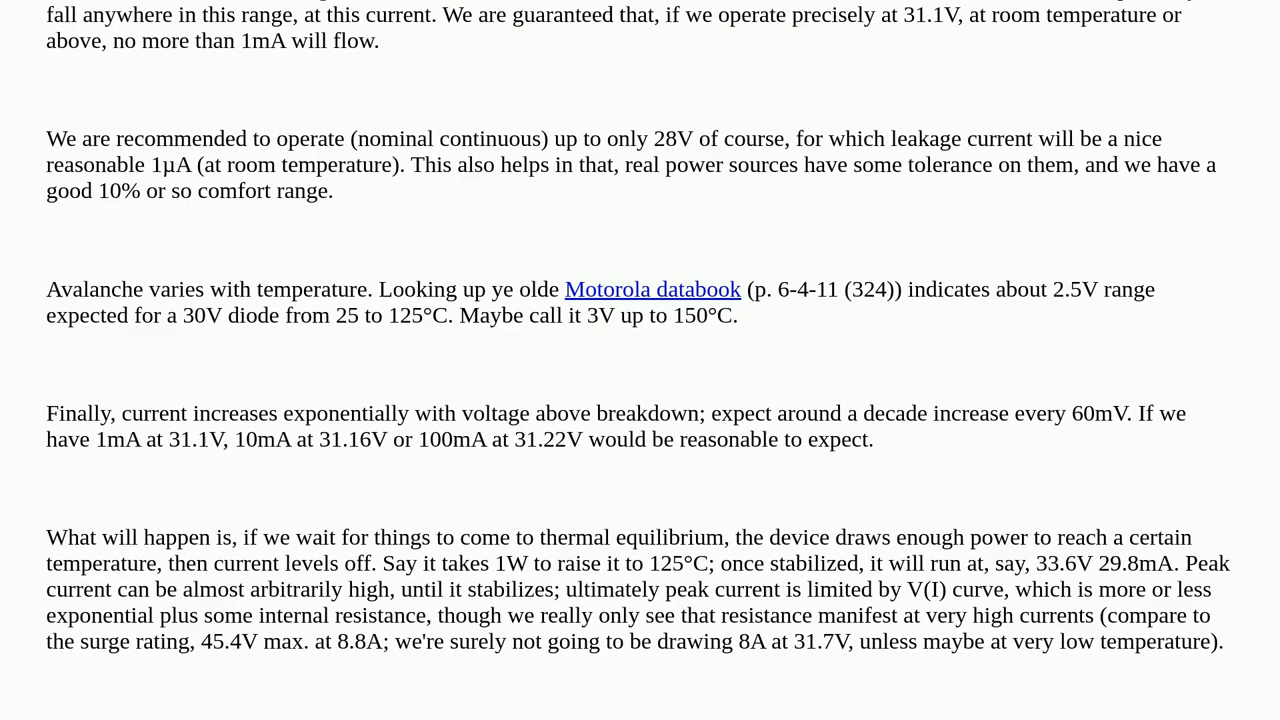 fall anywhere in this range, at this current. We are guaranteed that, if we operate precisely at 31.1V, at room temperature or
above, no more than 1mA will flow.
We are recommended to operate (nominal continuous) up to only 28V of course, for which leakage current will be a nice
reasonable 1µA (at room temperature). This also helps in that, real power sources have some tolerance on them, and we have a
good 10% or so comfort range.
Avalanche varies with temperature. Looking up ye olde Motorola databook (p. 6-4-11 (324)) indicates about 2.5V range
expected for a 30V diode from 25 to 125°C. Maybe call it 3V up to 150°C.
Finally, current increases exponentially with voltage above breakdown; expect around a decade increase every 60mV. If we
have 1mA at 31.1V, 10mA at 31.16V or 100mA at 31.22V would be reasonable to expect.
What will happen is, if we wait for things to come to thermal equilibrium, the device draws enough power to reach a certain
temperature, then current levels off. Say it takes 1W to raise it to 125°C; once stabilized, it will run at, say, 33.6V 29.8mA. Peak
current can be almost arbitrarily high, until it stabilizes; ultimately peak current is limited by V(I) curve, which is more or less
exponential plus some internal resistance, though we really only see that resistance manifest at very high currents (compare to
the surge rating, 45.4V max. at 8.8A; we're surely not going to be drawing 8A at 31.7V, unless maybe at very low temperature).